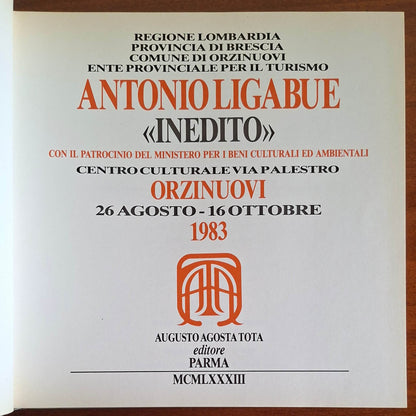 REGIONE LOMBARDIA
PROVINCIA DI BRESCIA
COMUNE DI ORZINUOVI
ENTE PROVINCIALE PER IL TURISMO
ANTONIO LIGABUE
«INEDITO»
CON IL PATROCINIO DEL MINISTERO PER I BENI CULTURALI ED AMBIENTALI
CENTRO CULTURALE VIA PALESTRO
ORZINUOVI
26 AGOSTO - 16 OTTOBRE
1983
ATA
AUGUSTO AGOSTA TOTA
editore
PARMA
MCMLXXXIII